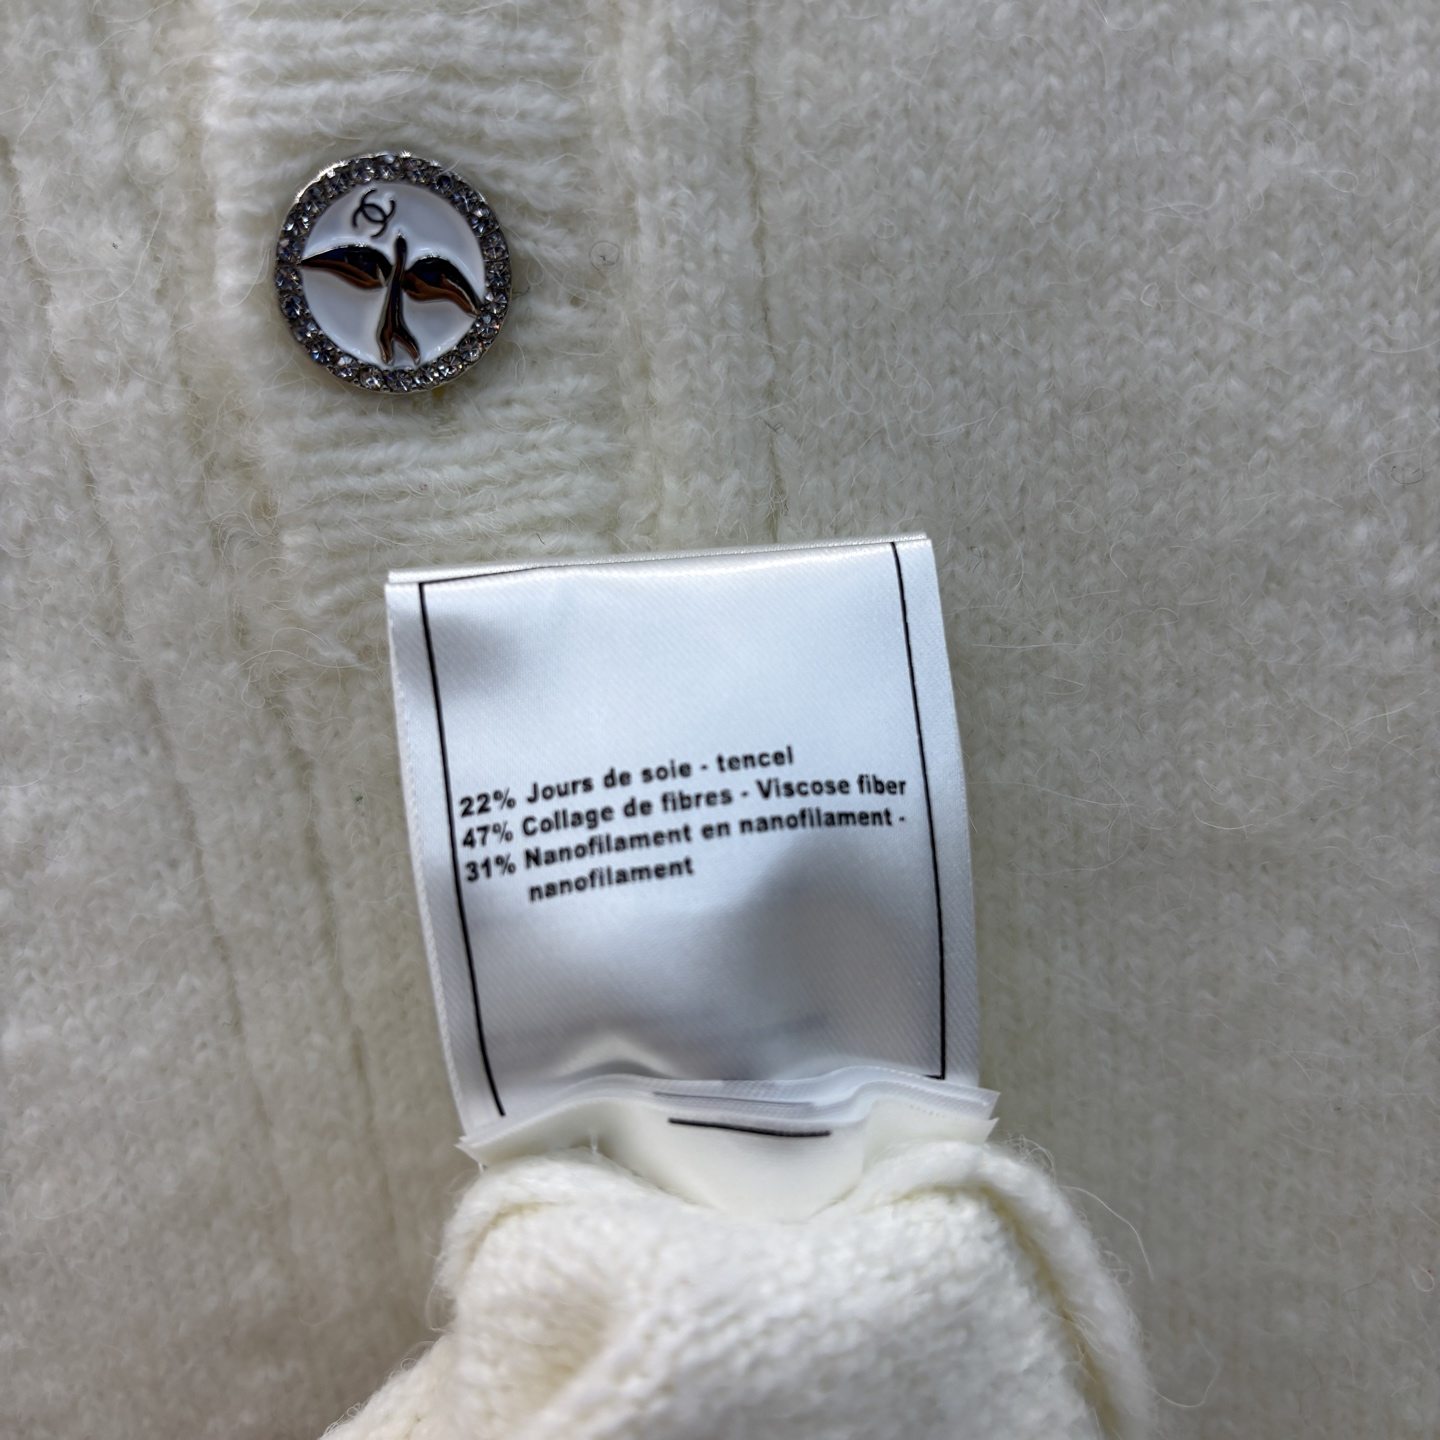 22% Jours de soie - tencel
47% Collage de fibres - Viscose fiber
31% Nanofilament en nanofilament -
nanofilament